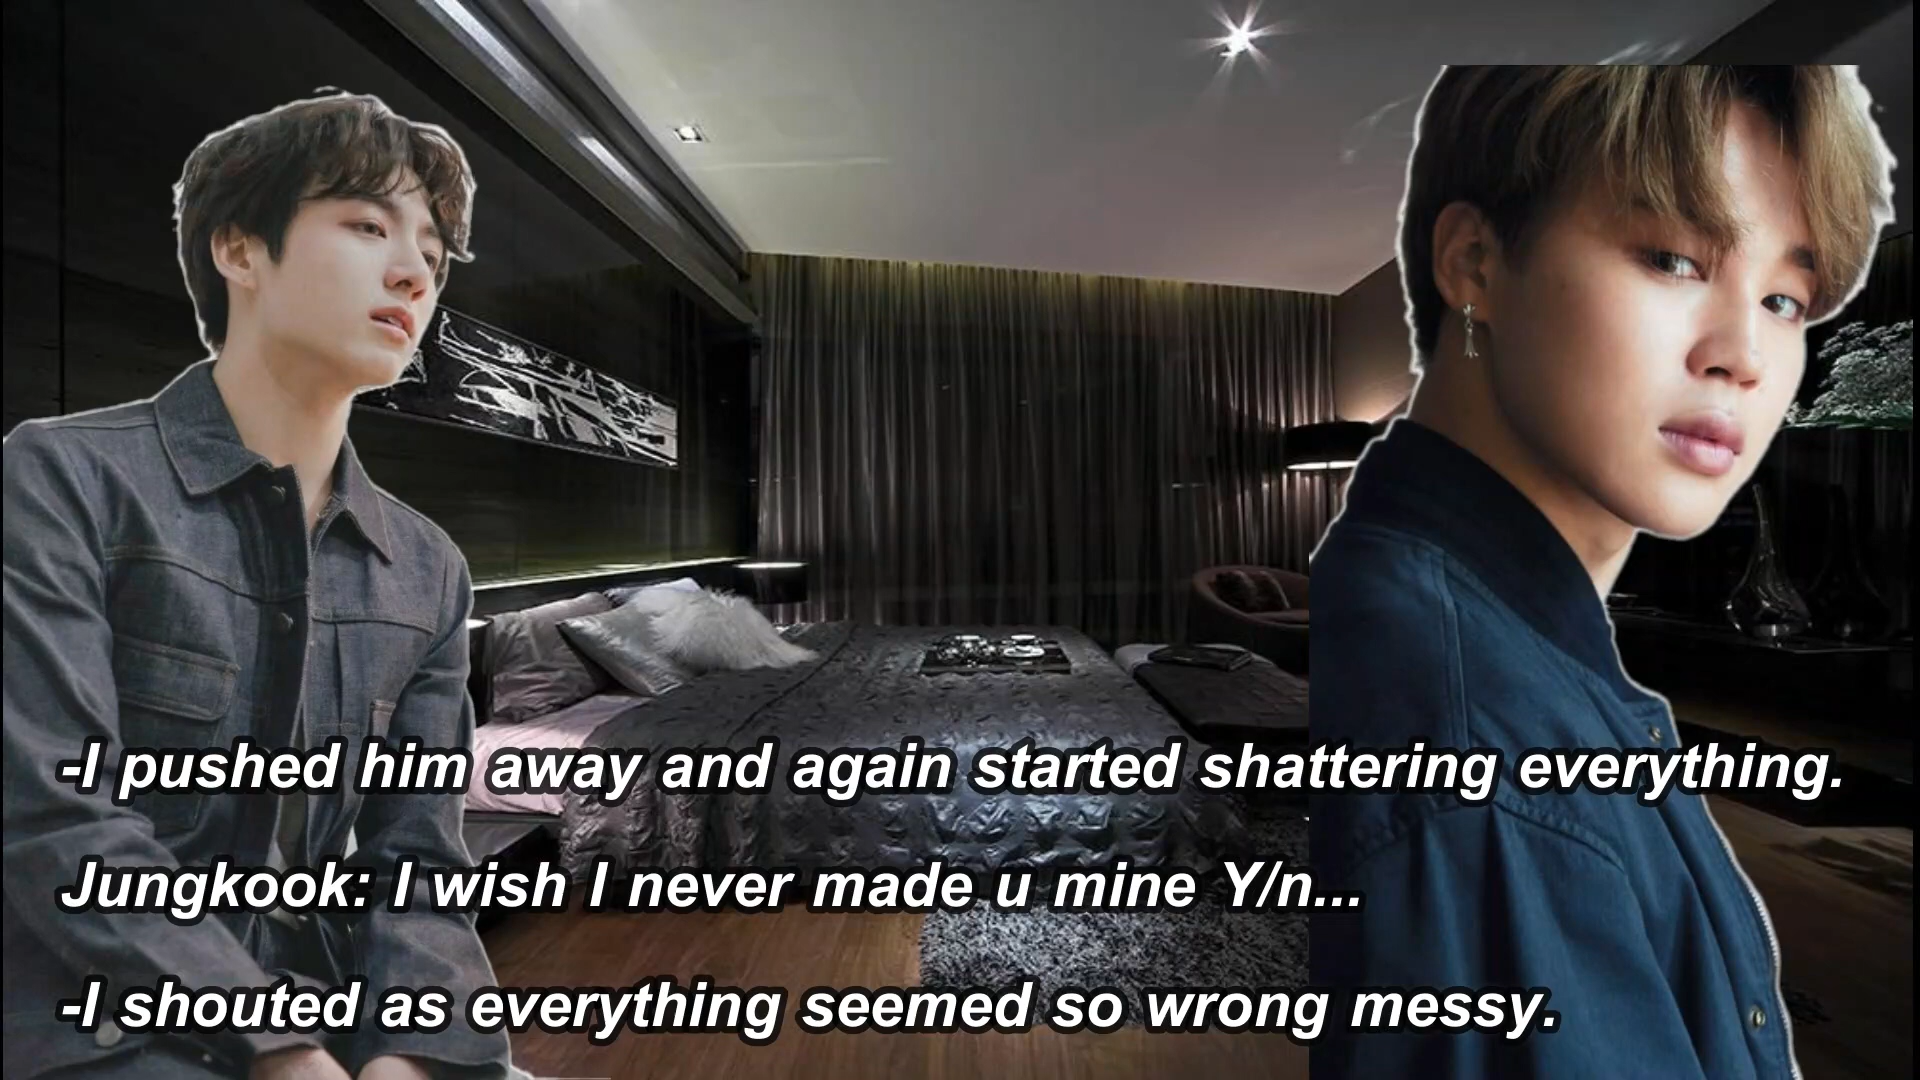 -I pushed him away and again started shattering everything.
Jungkook: I wish I never made u mine Y/n...
-I shouted as everything seemed so wrong messy.